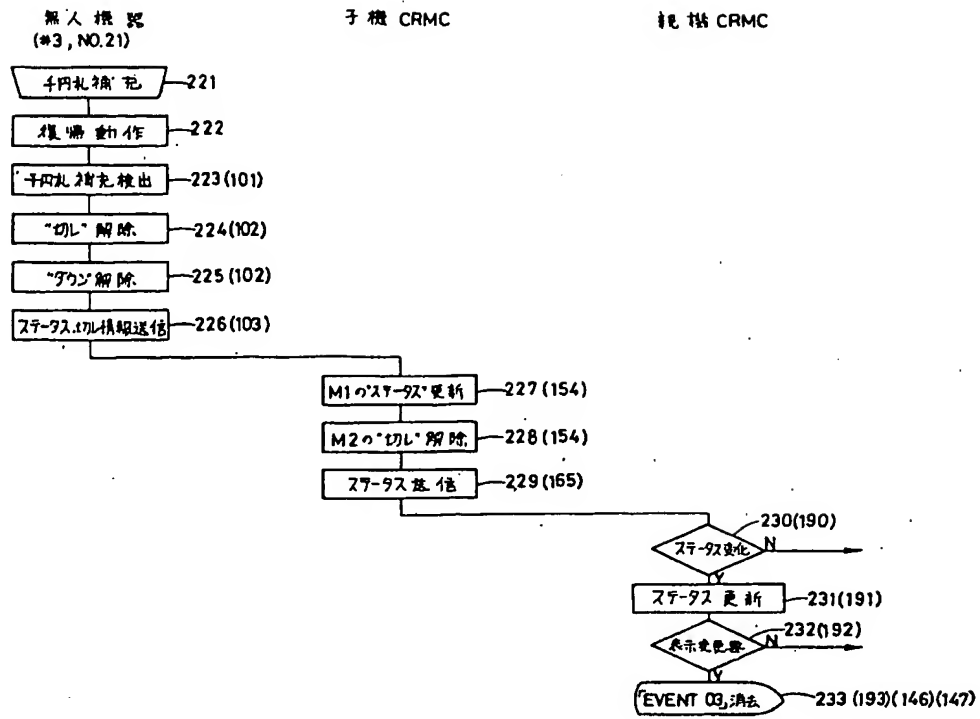 無人機器
(#3, NO.21)
子機 CRMC
親機 CRMC
千円札補充 221
復帰動作 222
千円札補充検出 223(101)
"切レ"解除 224(102)
"ダウン"解除 225(102)
ステータス、切レ情報送信 226(103)
M1の"ステータス"更新 227(154)
M2の"切レ"解除 228(154)
ステータス送信 229(165)
230(190)
ステータス変化 N
Y
ステータス更新 231(191)
232(192)
表示変更要 N
Y
「EVENT 03」消去 233(193)(146)(147)